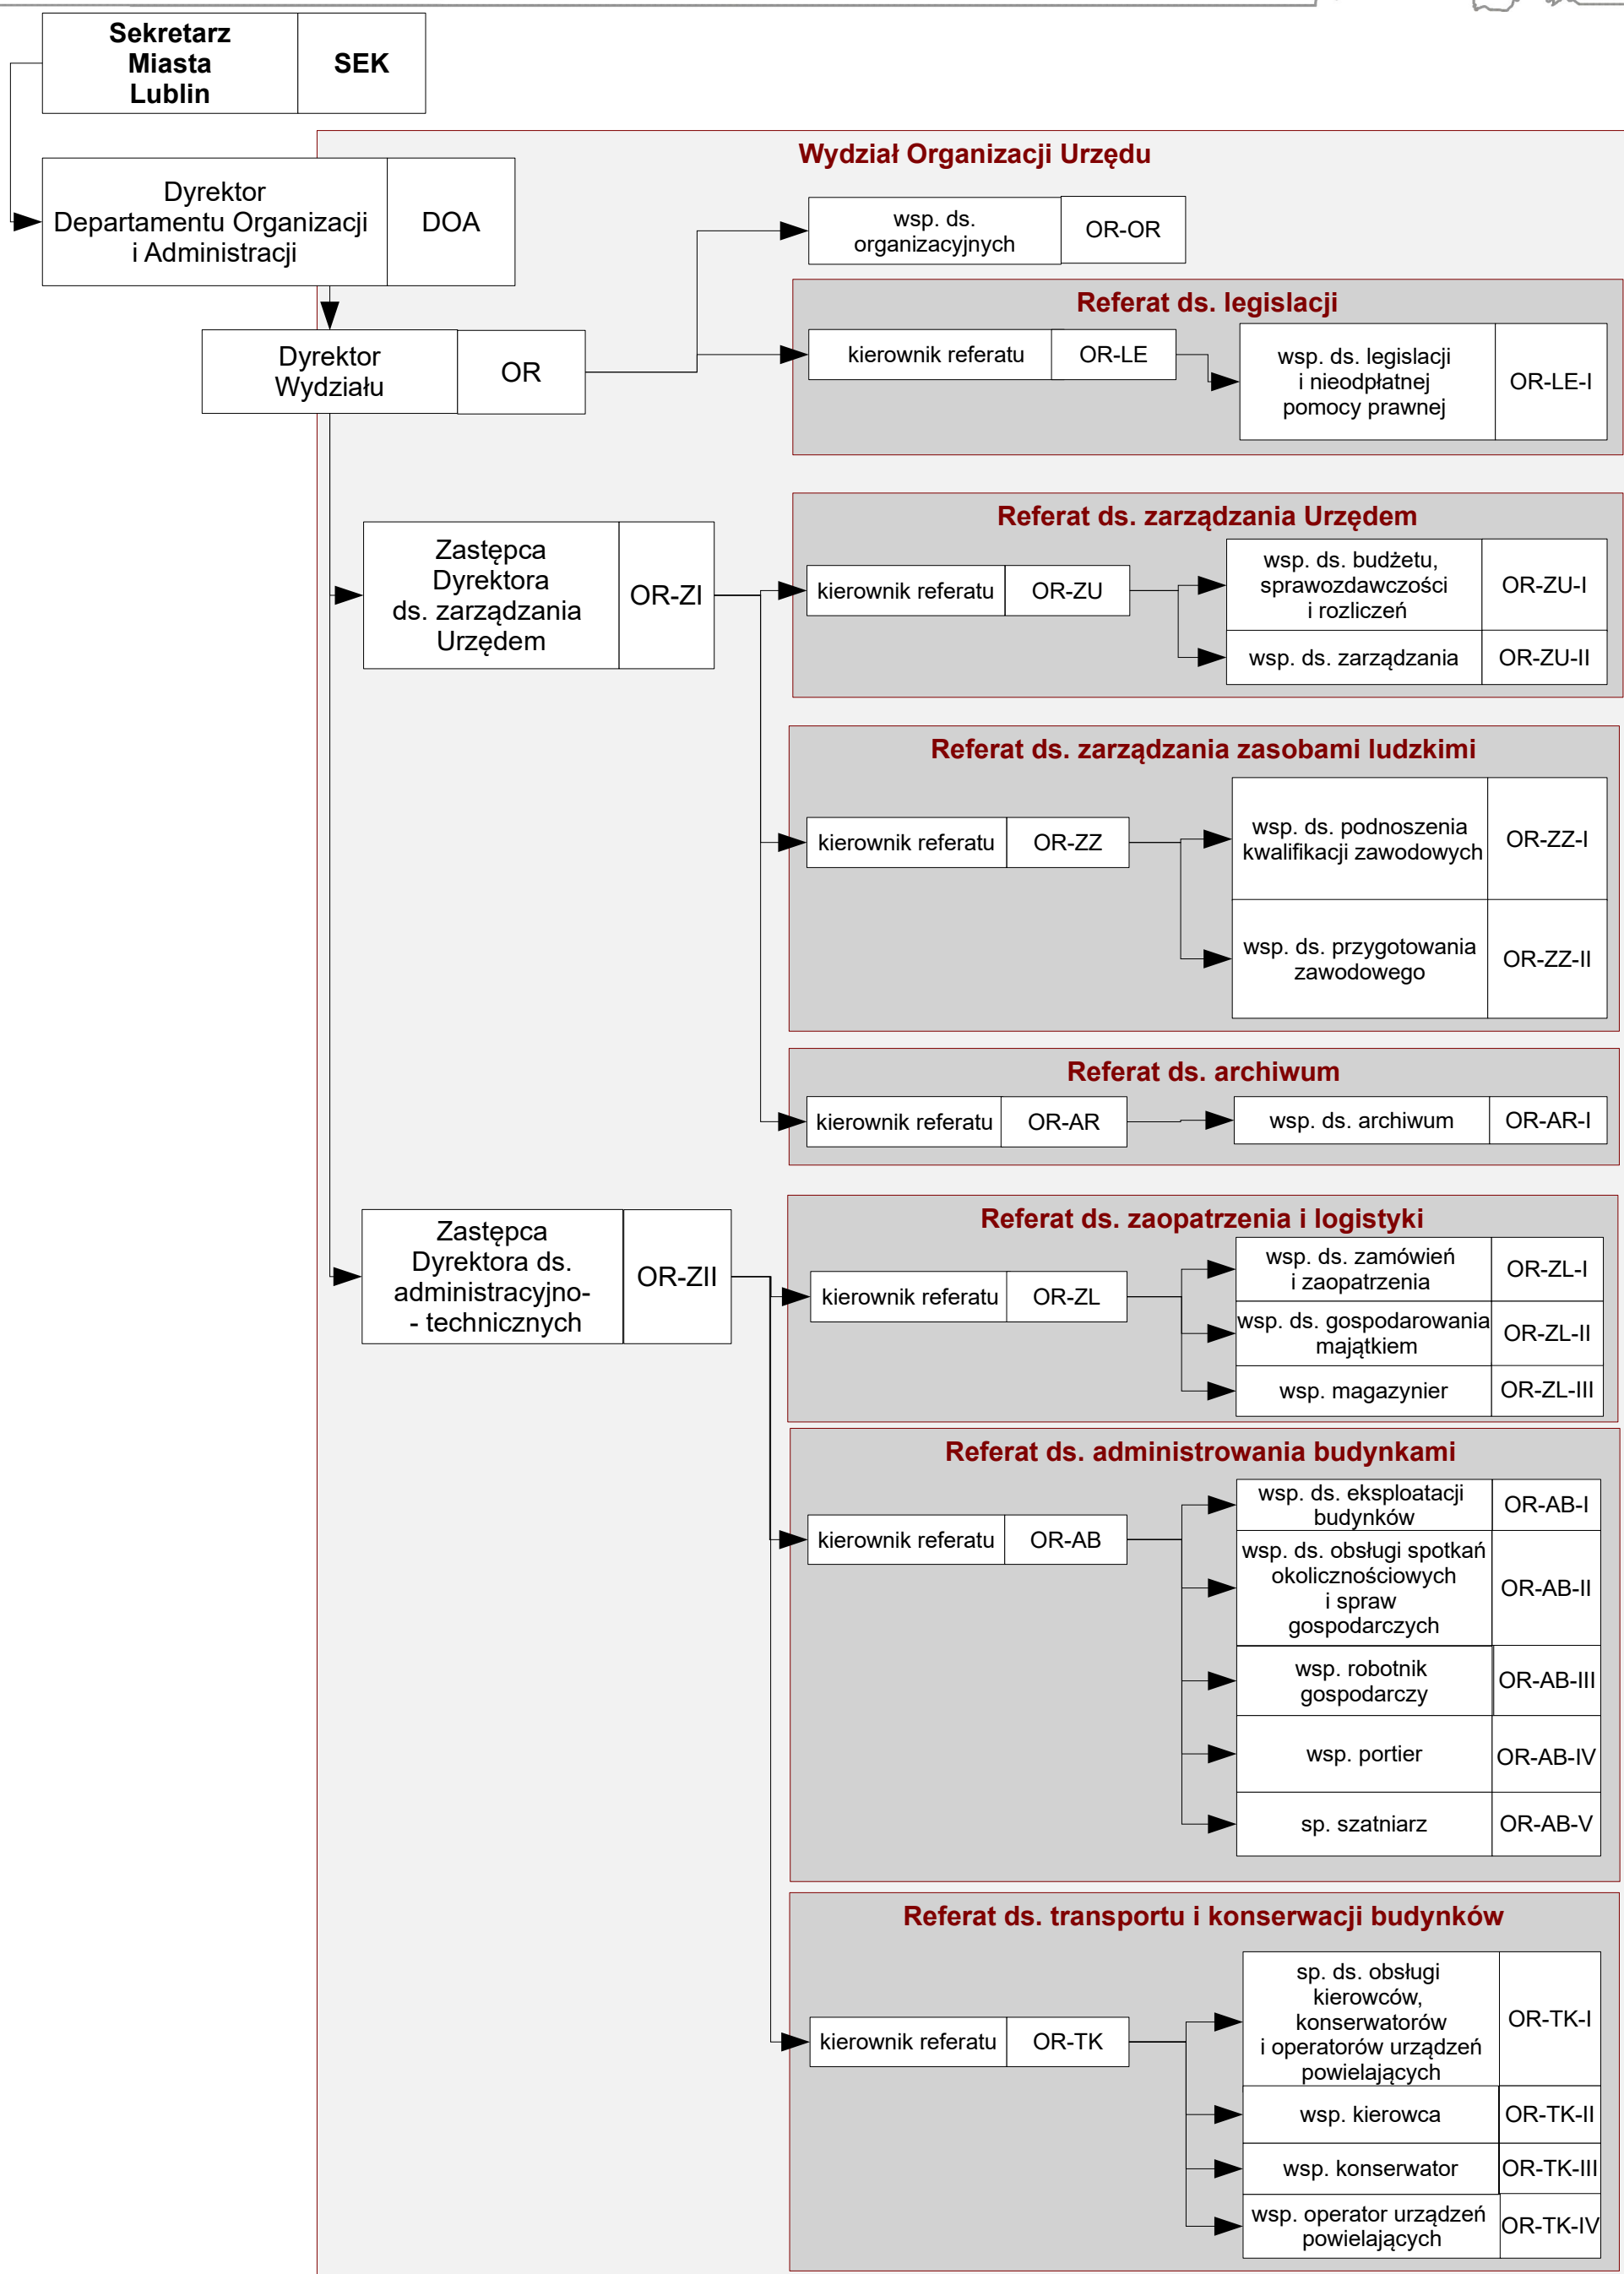 Sekretarz
Miasta
Lublin
SEK
Wydział Organizacji Urzędu
Dyrektor
Departamentu Organizacji
i Administracji
DOA
wsp. ds.
organizacyjnych
OR-OR
Dyrektor
Wydziału
OR
Referat ds. legislacji
kierownik referatu
OR-LE
wsp. ds. legislacji
i nieodpłatnej
pomocy prawnej
OR-LE-I
Zastępca
Dyrektora
ds. zarządzania
Urzędem
OR-ZI
Referat ds. zarządzania Urzędem
kierownik referatu
OR-ZU
wsp. ds. budżetu,
sprawozdawczości
i rozliczeń
OR-ZU-I
wsp. ds. zarządzania
OR-ZU-II
Referat ds. zarządzania zasobami ludzkimi
kierownik referatu
OR-ZZ
wsp. ds. podnoszenia
kwalifikacji zawodowych
OR-ZZ-I
wsp. ds. przygotowania
zawodowego
OR-ZZ-II
Referat ds. archiwum
kierownik referatu
OR-AR
wsp. ds. archiwum
OR-AR-I
Zastępca
Dyrektora ds.
administracyjno-
- technicznych
OR-ZII
Referat ds. zaopatrzenia i logistyki
kierownik referatu
OR-ZL
wsp. ds. zamówień
i zaopatrzenia
OR-ZL-I
wsp. ds. gospodarowania
majątkiem
OR-ZL-II
wsp. magazynier
OR-ZL-III
Referat ds. administrowania budynkami
kierownik referatu
OR-AB
wsp. ds. eksploatacji
budynków
OR-AB-I
wsp. ds. obsługi spotkań
okolicznościowych
i spraw
gospodarczych
OR-AB-II
wsp. robotnik
gospodarczy
OR-AB-III
wsp. portier
OR-AB-IV
sp. szatniarz
OR-AB-V
Referat ds. transportu i konserwacji budynków
kierownik referatu
OR-TK
sp. ds. obsługi
kierowców,
konserwatorów
i operatorów urządzeń
powielających
OR-TK-I
wsp. kierowca
OR-TK-II
wsp. konserwator
OR-TK-III
wsp. operator urządzeń
powielających
OR-TK-IV